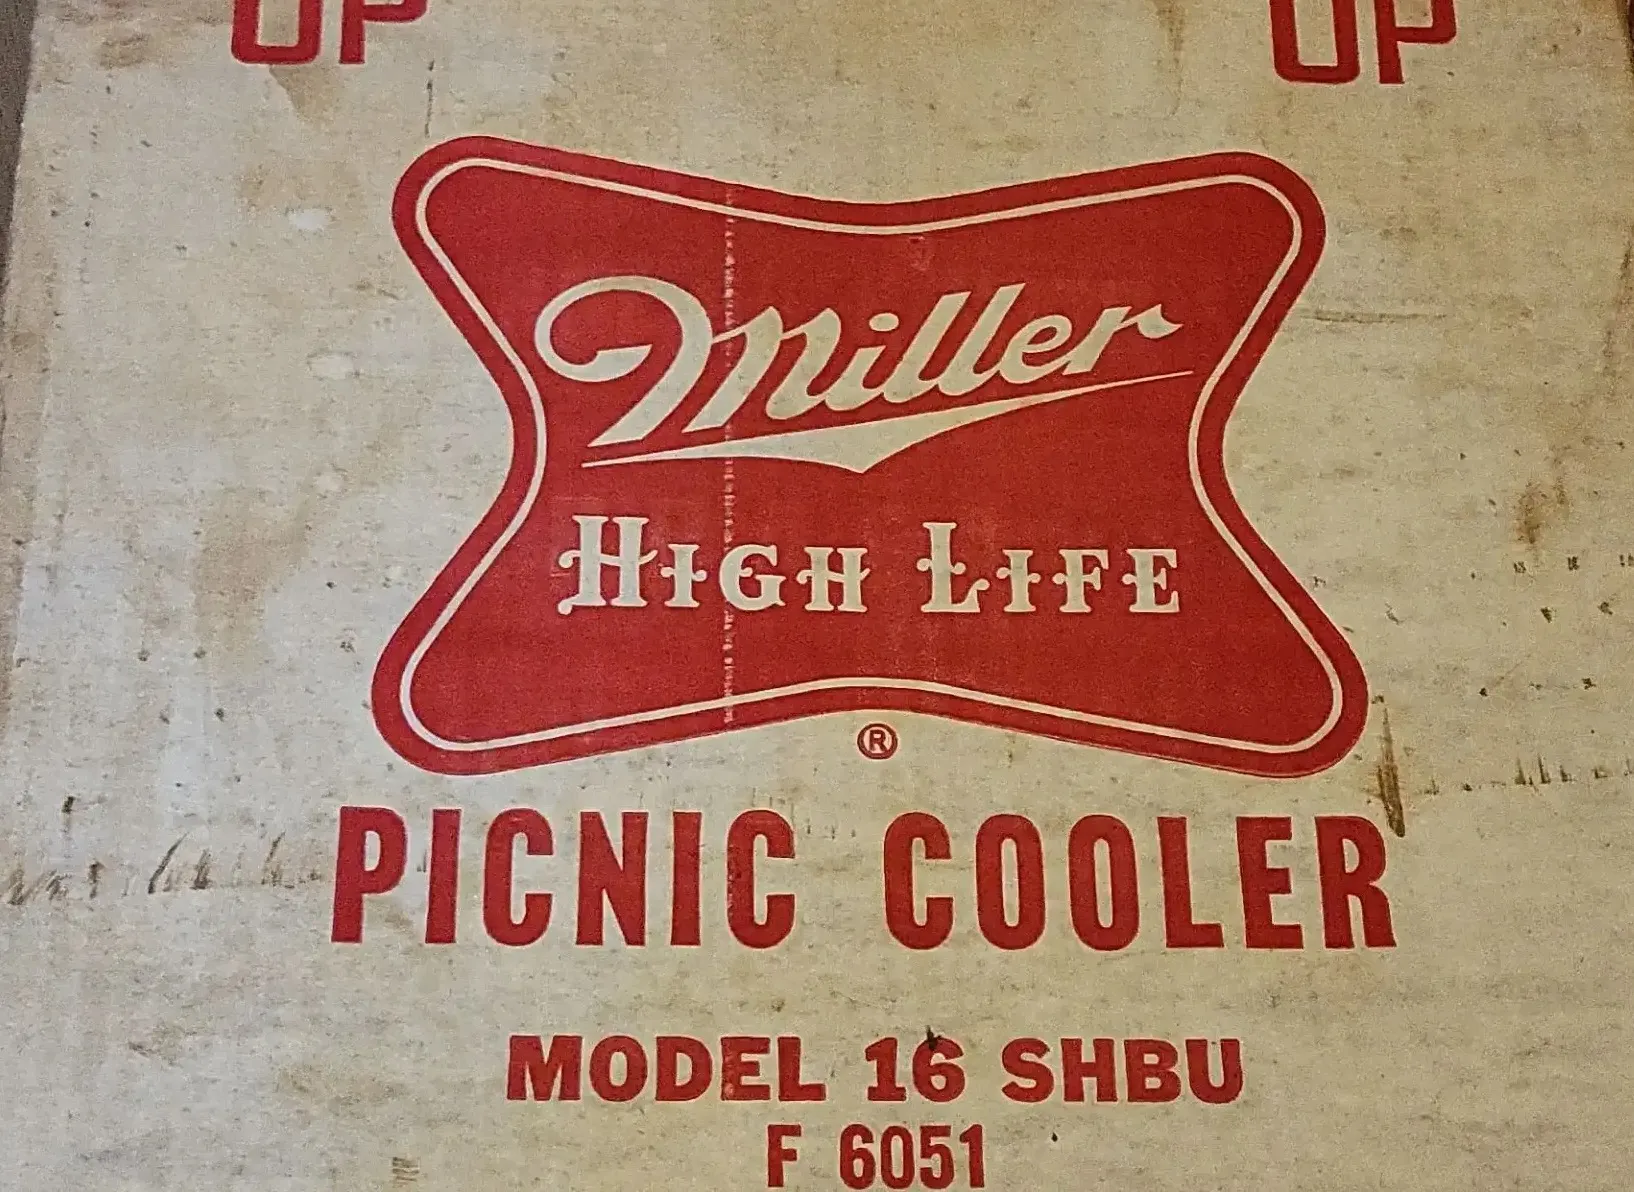 UP UP
Miller
HIGH LIFE
®
PICNIC COOLER
MODEL 16 SHBU
F 6051